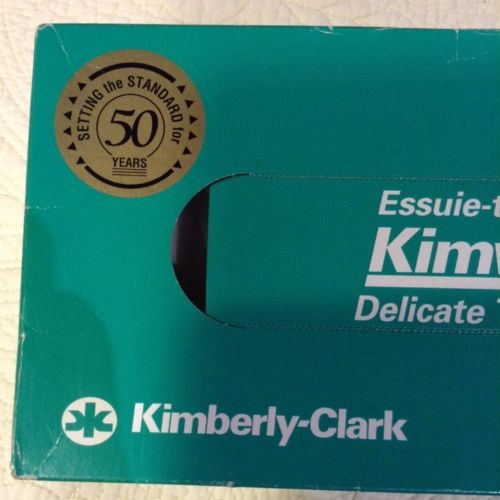 SETTING the STANDARD for
50
YEARS
Essuie-t
Kimw
Delicate T
Kimberly-Clark